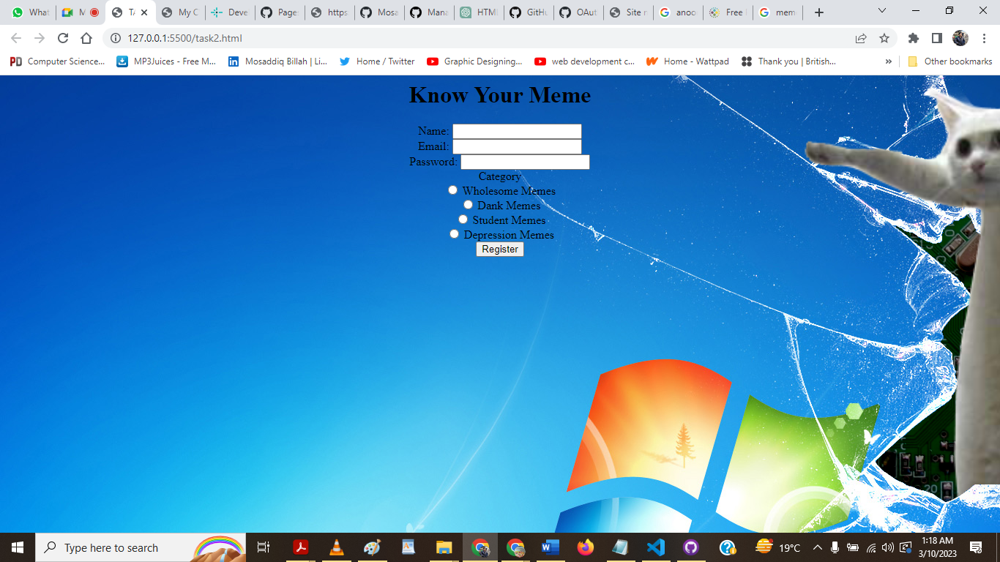 What
M
TA
My C
Deve
Page
https
Mosa
Mana
HTM
GitHu
OAut
Site r
anoo
Free
mem
127.0.0.1:5500/task2.html
Computer Science...
MP3Juices - Free M...
Mosaddiq Billah | Li...
Home / Twitter
Graphic Designing...
web development c...
Home - Wattpad
Thank you | British...
»
Other bookmarks
Know Your Meme
Name:
Email:
Password:
Category
Wholesome Memes
Dank Memes
Student Memes
Depression Memes
Register
Type here to search
19°C
1:18 AM
3/10/2023